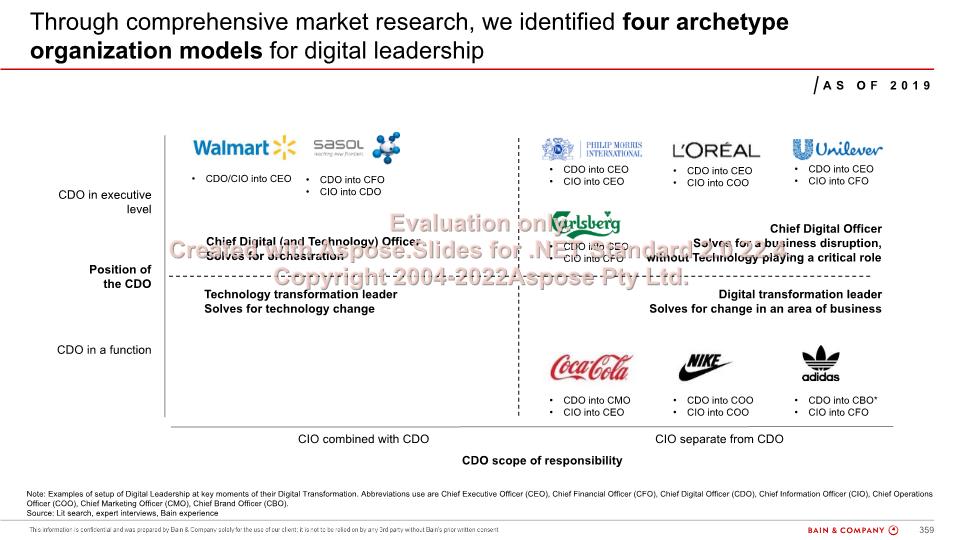 Through comprehensive market research, we identified four archetype
organization models for digital leadership
AS OF 2019
CDO in executive
level
Position of
the CDO
CDO in a function
Walmart
sasol
reaching new frontiers
• CDO/CIO into CEO
• CDO into CFO
• CIO into CDO
Chief Digital (and Technology) Officer
Solves for orchestration
PHILIP MORRIS
INTERNATIONAL
• CDO into CEO
• CIO into CEO
L'ORÉAL
• CDO into CEO
• CIO into COO
Unilever
• CDO into CEO
• CIO into CFO
Carlsberg
• CDO into CEO
• CIO into CFO
Chief Digital Officer
Solves for a business disruption,
without Technology playing a critical role
Evaluation only.
Created with Aspose.Slides for .NET Standard 2.0 22.4.
Copyright 2004-2022Aspose Pty Ltd.
Technology transformation leader
Solves for technology change
Digital transformation leader
Solves for change in an area of business
Coca-Cola
• CDO into CMO
• CIO into CEO
NIKE
• CDO into COO
• CIO into COO
adidas
• CDO into CBO*
• CIO into CFO
CIO combined with CDO
CIO separate from CDO
CDO scope of responsibility
Note: Examples of setup of Digital Leadership at key moments of their Digital Transformation. Abbreviations use are Chief Executive Officer (CEO), Chief Financial Officer (CFO), Chief Digital Officer (CDO), Chief Information Officer (CIO), Chief Operations
Officer (COO), Chief Marketing Officer (CMO), Chief Brand Officer (CBO).
Source: Lit search, expert interviews, Bain experience
This information is confidential and was prepared by Bain & Company solely for the use of our client; it is not to be relied on by any 3rd party without Bain's prior written consent
BAIN & COMPANY
359